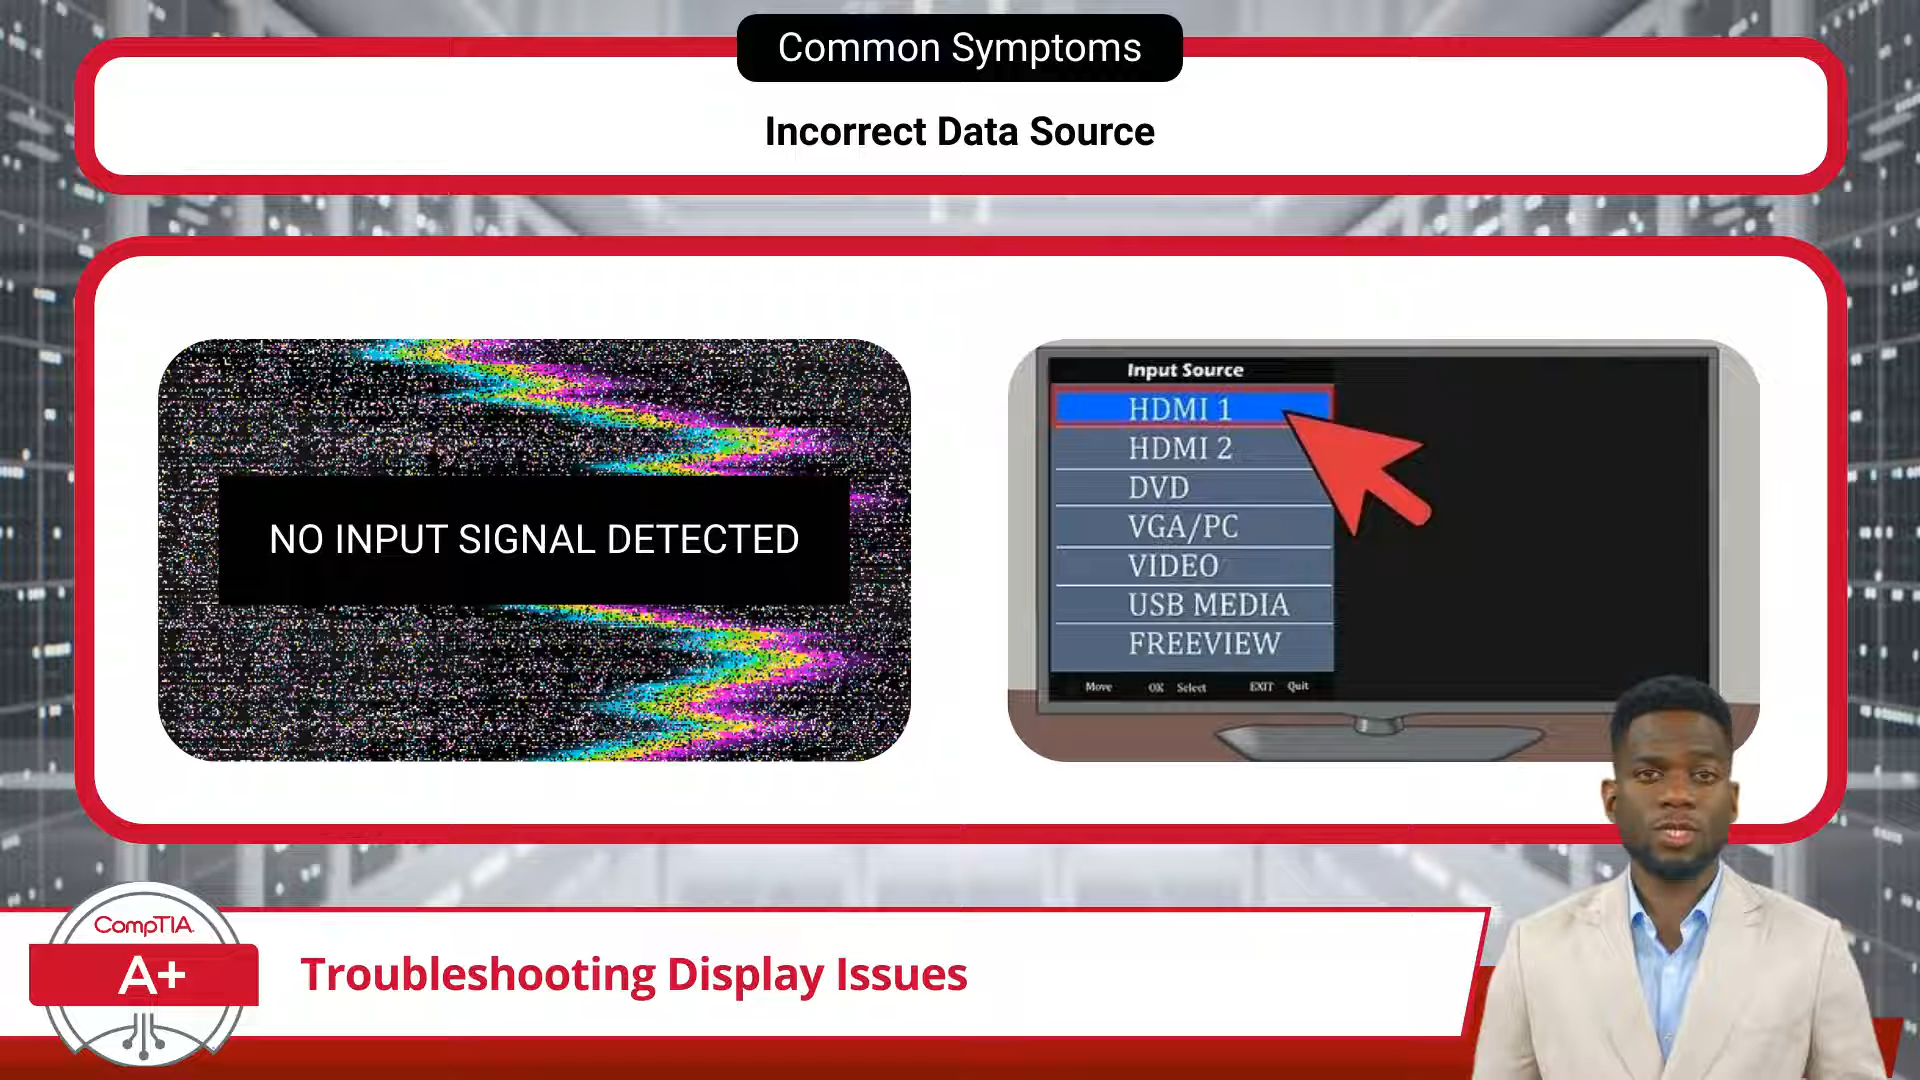 Common Symptoms
Incorrect Data Source
NO INPUT SIGNAL DETECTED
Input Source
HDMI 1
HDMI 2
DVD
VGA/PC
VIDEO
USB MEDIA
FREEVIEW
Move OK Select EXIT Quit
CompTIA
A+
Troubleshooting Display Issues